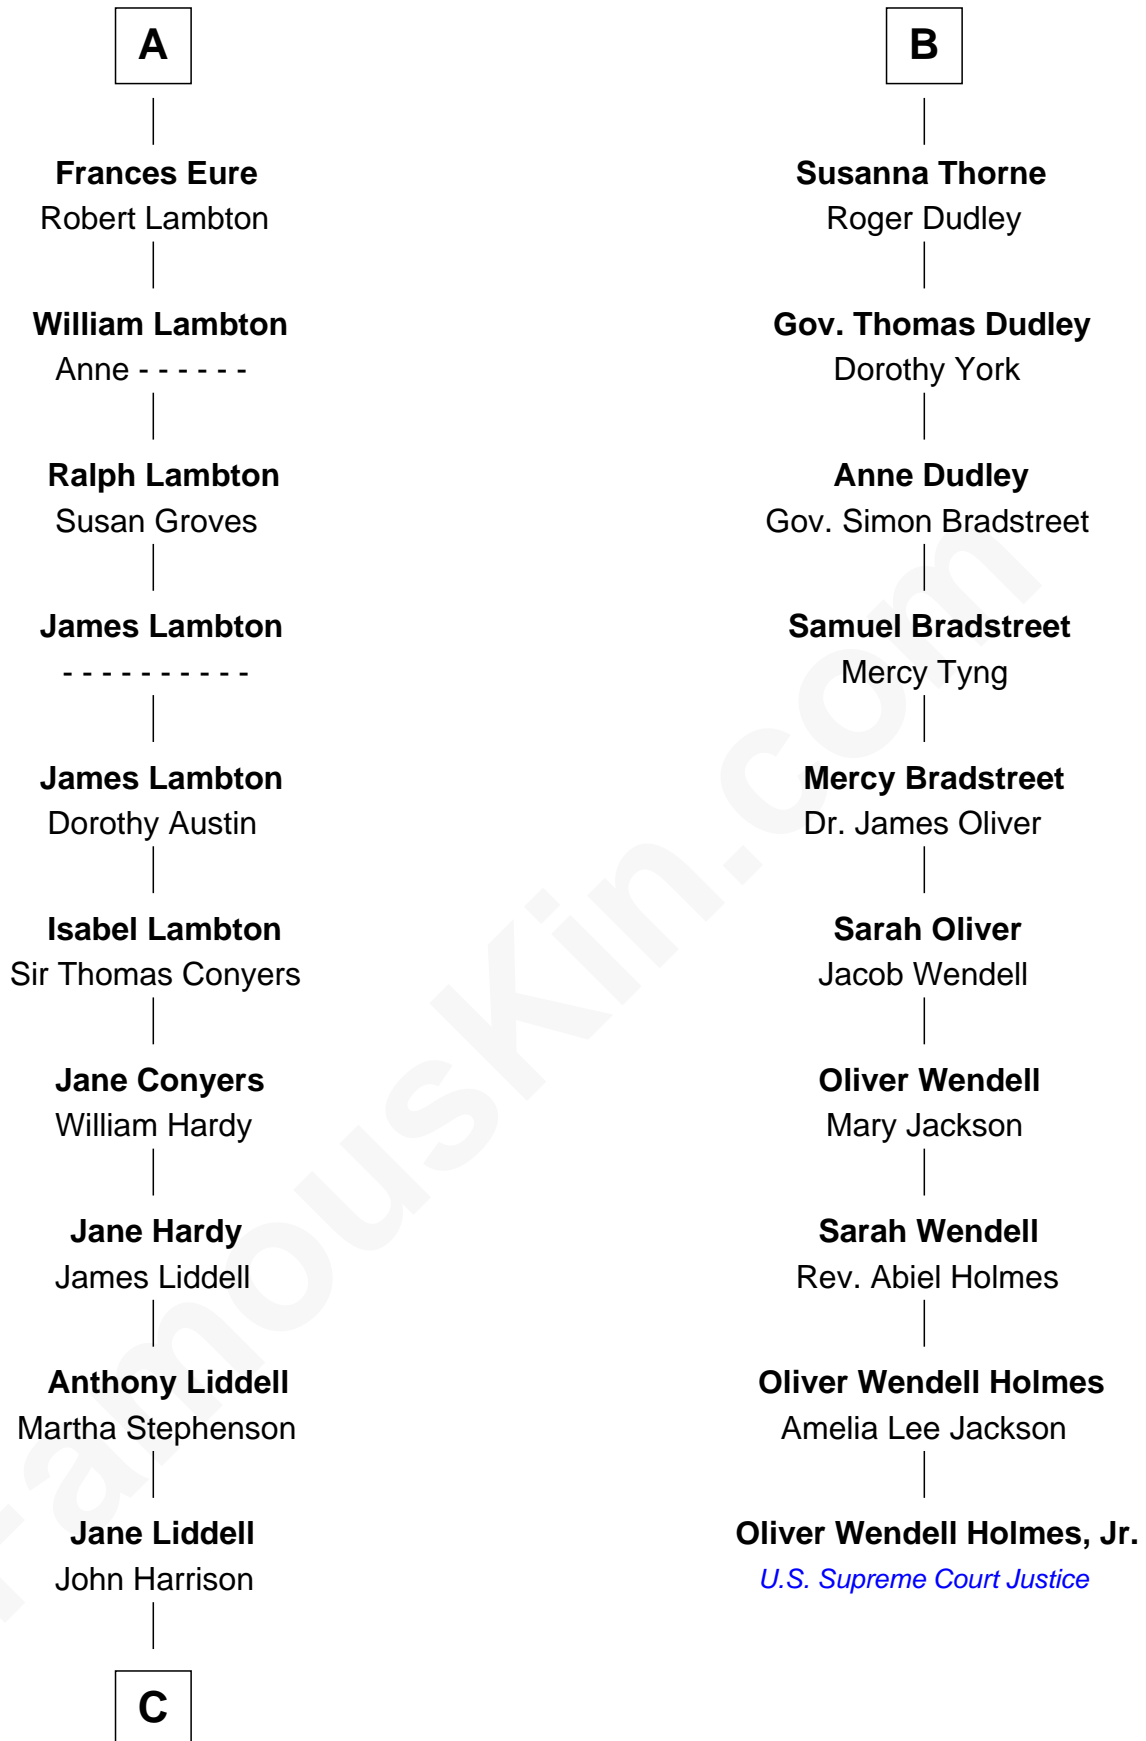 A
Frances Eure
Robert Lambton
William Lambton
Anne - - - - - -
Ralph Lambton
Susan Groves
James Lambton
- - - - - - - - - -
James Lambton
Dorothy Austin
Isabel Lambton
Sir Thomas Conyers
Jane Conyers
William Hardy
Jane Hardy
James Liddell
Anthony Liddell
Martha Stephenson
Jane Liddell
John Harrison
C
B
Susanna Thorne
Roger Dudley
Gov. Thomas Dudley
Dorothy York
Anne Dudley
Gov. Simon Bradstreet
Samuel Bradstreet
Mercy Tyng
Mercy Bradstreet
Dr. James Oliver
Sarah Oliver
Jacob Wendell
Oliver Wendell
Mary Jackson
Sarah Wendell
Rev. Abiel Holmes
Oliver Wendell Holmes
Amelia Lee Jackson
Oliver Wendell Holmes, Jr.
U.S. Supreme Court Justice
FamousKin.com